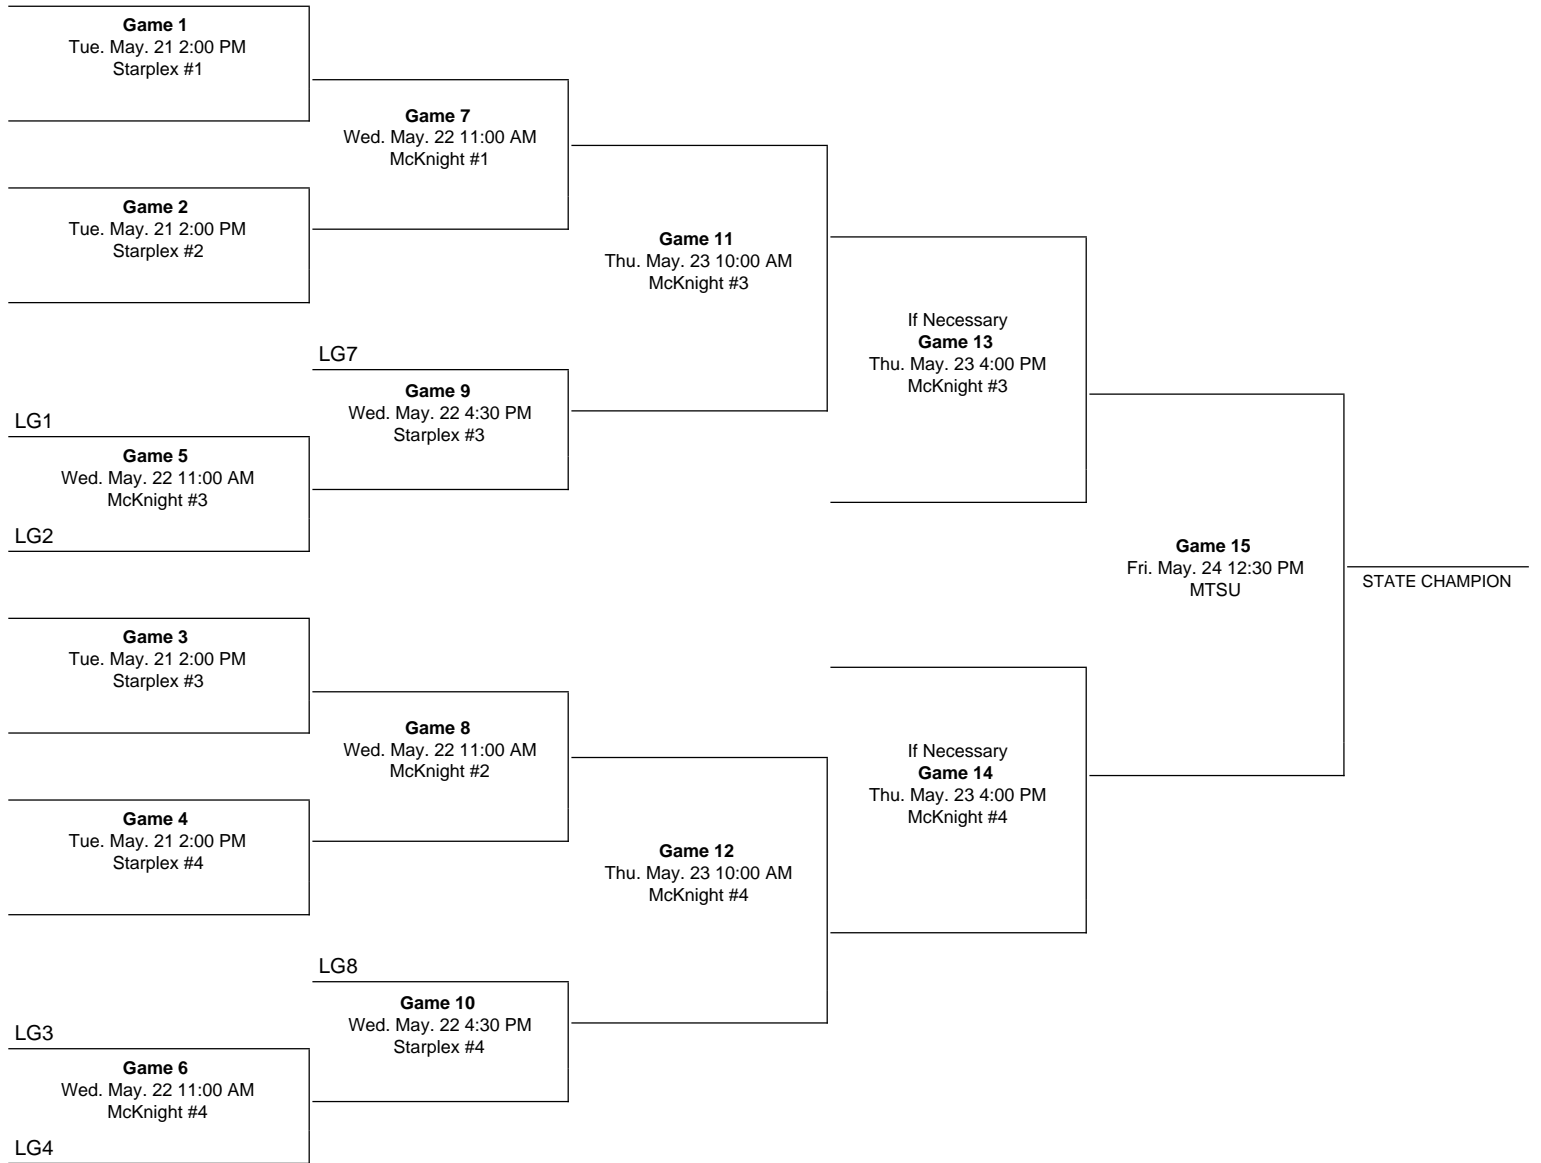 Game 1
Tue. May. 21 2:00 PM
Starplex #1
Game 7
Wed. May. 22 11:00 AM
McKnight #1
Game 2
Tue. May. 21 2:00 PM
Starplex #2
Game 11
Thu. May. 23 10:00 AM
McKnight #3
If Necessary
Game 13
Thu. May. 23 4:00 PM
McKnight #3
LG7
Game 9
Wed. May. 22 4:30 PM
Starplex #3
LG1
Game 5
Wed. May. 22 11:00 AM
McKnight #3
LG2
Game 15
Fri. May. 24 12:30 PM
MTSU
STATE CHAMPION
Game 3
Tue. May. 21 2:00 PM
Starplex #3
Game 8
Wed. May. 22 11:00 AM
McKnight #2
If Necessary
Game 14
Thu. May. 23 4:00 PM
McKnight #4
Game 4
Tue. May. 21 2:00 PM
Starplex #4
Game 12
Thu. May. 23 10:00 AM
McKnight #4
LG8
Game 10
Wed. May. 22 4:30 PM
Starplex #4
LG3
Game 6
Wed. May. 22 11:00 AM
McKnight #4
LG4